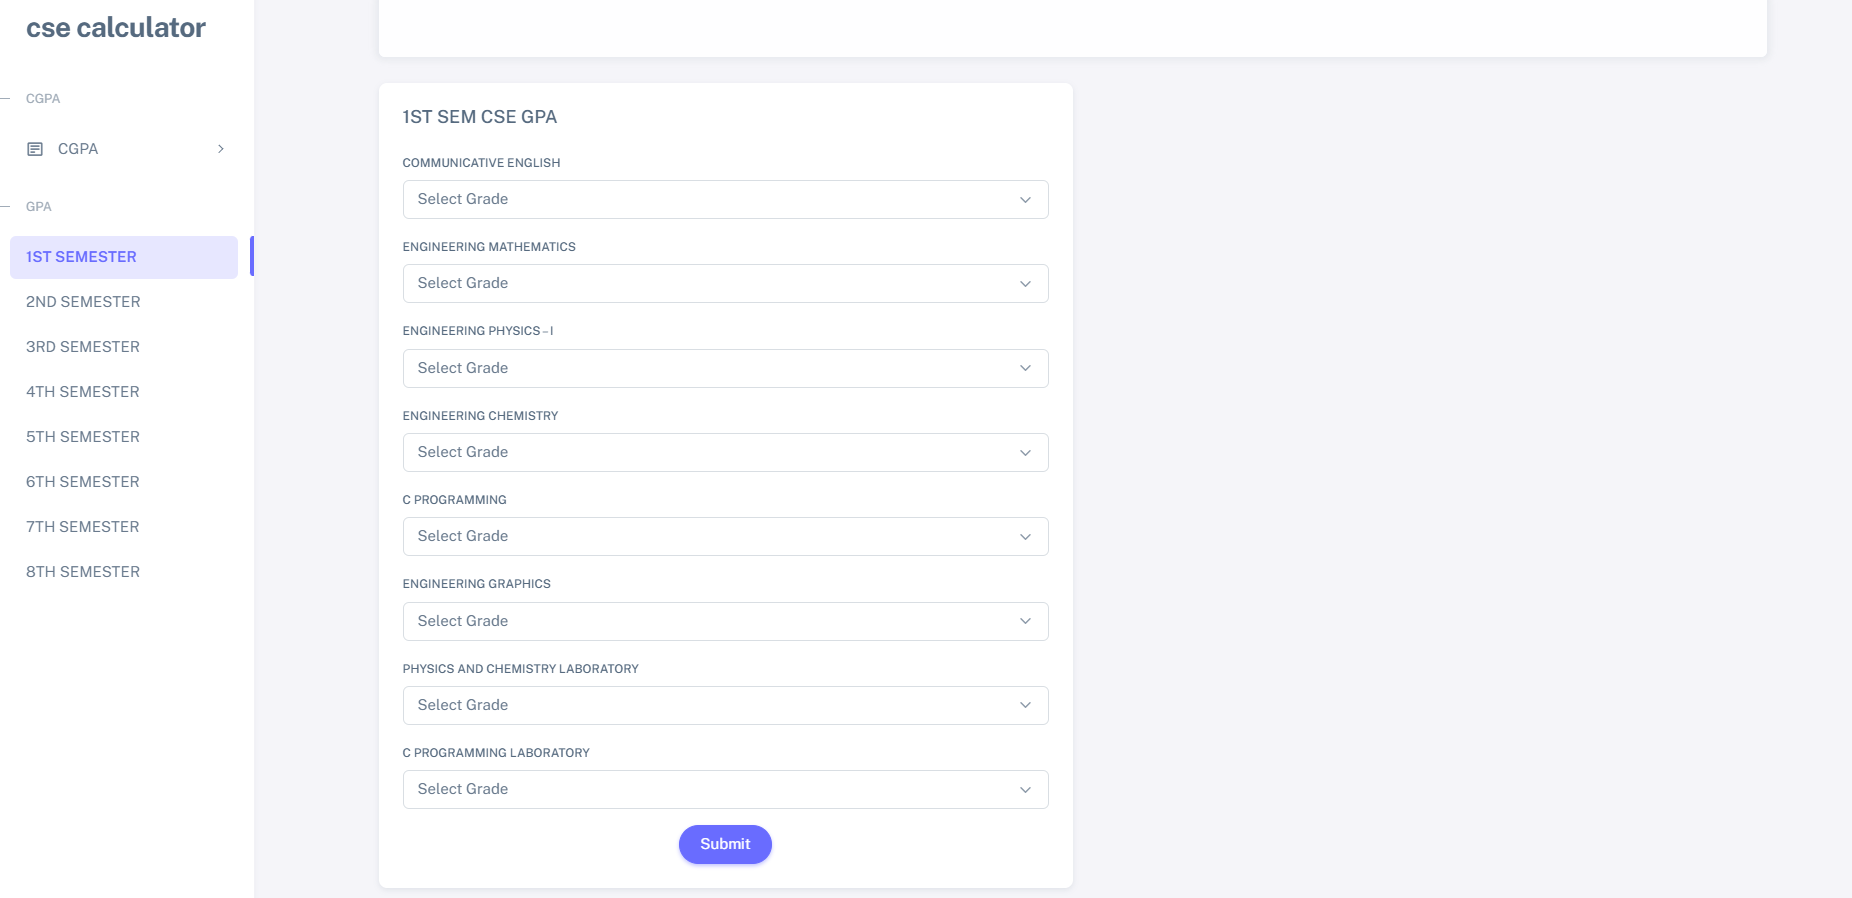 cse calculator
CGPA
CGPA
GPA
1ST SEMESTER
2ND SEMESTER
3RD SEMESTER
4TH SEMESTER
5TH SEMESTER
6TH SEMESTER
7TH SEMESTER
8TH SEMESTER
1ST SEM CSE GPA
COMMUNICATIVE ENGLISH
Select Grade
ENGINEERING MATHEMATICS
Select Grade
ENGINEERING PHYSICS – I
Select Grade
ENGINEERING CHEMISTRY
Select Grade
C PROGRAMMING
Select Grade
ENGINEERING GRAPHICS
Select Grade
PHYSICS AND CHEMISTRY LABORATORY
Select Grade
C PROGRAMMING LABORATORY
Select Grade
Submit